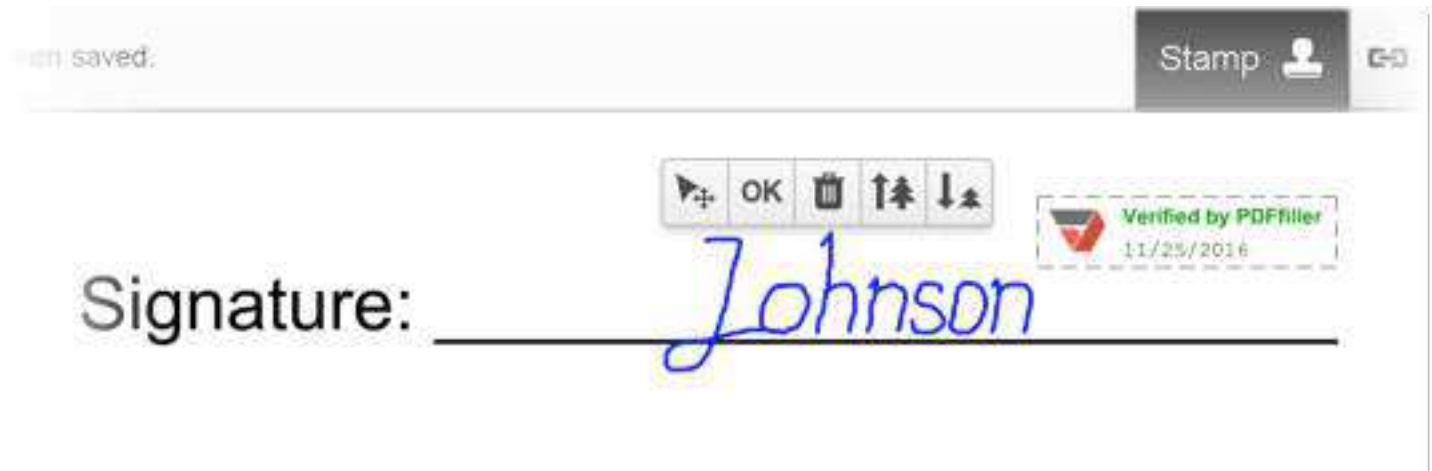 saved.
Stamp
OK
Verified by PDFfiller
11/25/2016
Signature: Johnson